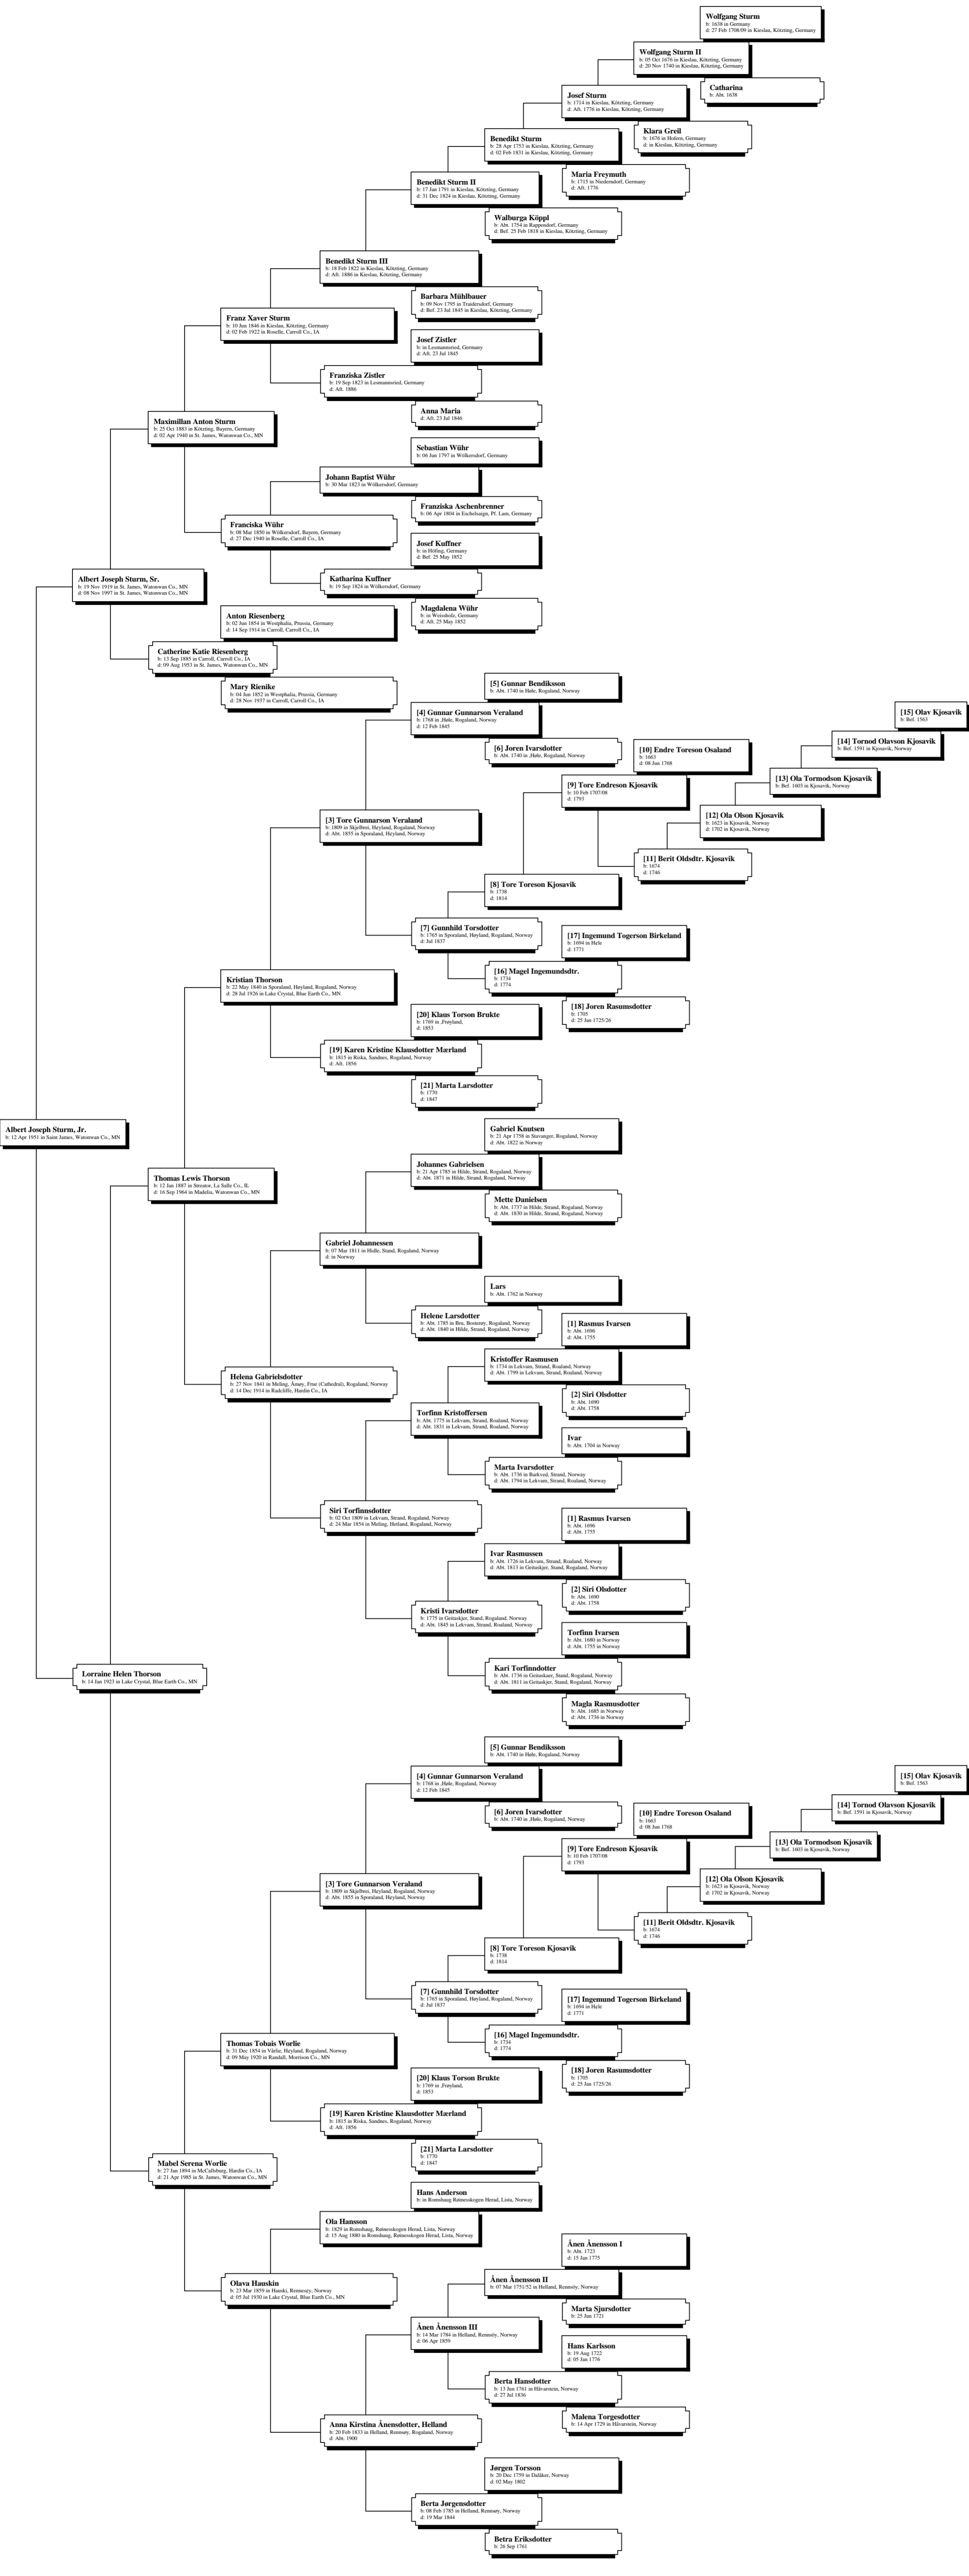 Wolfgang Sturm
b: 1638 in Germany
d: 27 Feb 1708/09 in Kieslau, Kötzting, Germany
Wolfgang Sturm II
b: 05 Oct 1676 in Kieslau, Kötzting, Germany
d: 20 Nov 1740 in Kieslau, Kötzting, Germany
Catharina
b: Abt. 1638
Josef Sturm
b: 1714 in Kieslau, Kötzting, Germany
d: Aft. 1776 in Kieslau, Kötzting, Germany
Klara Greil
b: 1676 in Hofern, Germany
d: in Kieslau, Kötzting, Germany
Benedikt Sturm
b: 28 Apr 1753 in Kieslau, Kötzting, Germany
d: 02 Feb 1831 in Kieslau, Kötzting, Germany
Maria Freymuth
b: 1715 in Niederndorf, Germany
d: Aft. 1776
Benedikt Sturm II
b: 17 Jan 1791 in Kieslau, Kötzting, Germany
d: 31 Dec 1824 in Kieslau, Kötzting, Germany
Walburga Köppl
b: Abt. 1754 in Rappendorf, Germany
d: Bef. 25 Feb 1818 in Kieslau, Kötzting, Germany
Benedikt Sturm III
b: 18 Feb 1822 in Kieslau, Kötzting, Germany
d: Aft. 1886 in Kieslau, Kötzting, Germany
Barbara Mühlbauer
b: 09 Nov 1795 in Traidersdorf, Germany
d: Bef. 23 Jul 1845 in Kieslau, Kötzting, Germany
Franz Xaver Sturm
b: 10 Jun 1846 in Kieslau, Kötzting, Germany
d: 02 Feb 1922 in Roselle, Carroll Co., IA
Josef Zistler
b: in Lesmannsried, Germany
d: Aft. 23 Jul 1845
Franziska Zistler
b: 19 Sep 1823 in Lesmannsried, Germany
d: Aft. 1886
Anna Maria
d: Aft. 23 Jul 1846
Maximillan Anton Sturm
b: 25 Oct 1883 in Kötzting, Bayern, Germany
d: 02 Apr 1940 in St. James, Watonwan Co., MN
Sebastian Wühr
b: 06 Jun 1797 in Wölkersdorf, Germany
Johann Baptist Wühr
b: 30 Mar 1823 in Wölkersdorf, Germany
Franziska Aschenbrenner
b: 06 Apr 1804 in Eschelsaign, Pf. Lam, Germany
Franciska Wühr
b: 08 Mar 1850 in Wölkersdorf, Bayern, Germany
d: 27 Dec 1940 in Roselle, Carroll Co., IA
Josef Kuffner
b: in Höfing, Germany
d: Bef. 25 May 1852
Katharina Kuffner
b: 19 Sep 1824 in Wölkersdorf, Germany
Magdalena Wühr
b: in Weissholz, Germany
d: Aft. 25 May 1852
Albert Joseph Sturm, Sr.
b: 19 Nov 1919 in St. James, Watonwan Co., MN
d: 08 Nov 1997 in St. James, Watonwan Co., MN
Anton Riesenberg
b: 02 Jun 1854 in Westphalia, Prussia, Germany
d: 14 Sep 1914 in Carroll, Carroll Co., IA
Catherine Katie Riesenberg
b: 13 Sep 1885 in Carroll, Carroll Co., IA
d: 09 Aug 1953 in St. James, Watonwan Co., MN
Mary Rienike
b: 04 Jun 1852 in Westphalia, Prussia, Germany
d: 28 Nov 1937 in Carroll, Carroll Co., IA
[5] Gunnar Bendiksson
b: Abt. 1740 in Høle, Rogaland, Norway
[4] Gunnar Gunnarson Veraland
b: 1768 in ,Høle, Rogaland, Norway
d: 12 Feb 1845
[6] Joren Ivarsdotter
b: Abt. 1740 in ,Høle, Rogaland, Norway
[15] Olav Kjosavik
b: Bef. 1563
[14] Tornod Olavson Kjosavik
b: Bef. 1591 in Kjosavik, Norway
[10] Endre Toreson Osaland
b: 1663
d: 08 Jun 1768
[13] Ola Tormodson Kjosavik
b: Bef. 1603 in Kjosavik, Norway
[9] Tore Endreson Kjosavik
b: 10 Feb 1707/08
d: 1793
[12] Ola Olson Kjosavik
b: 1623 in Kjosavik, Norway
d: 1702 in Kjosavik, Norway
[3] Tore Gunnarson Veraland
b: 1809 in Skjelbrei, Høyland, Rogaland, Norway
d: Abt. 1855 in Sporaland, Høyland, Norway
[11] Berit Oldsdtr. Kjosavik
b: 1674
d: 1746
[8] Tore Toreson Kjosavik
b: 1738
d: 1814
[7] Gunnhild Torsdotter
b: 1765 in Sporaland, Høyland, Rogaland, Norway
d: Jul 1837
[17] Ingemund Togerson Birkeland
b: 1694 in Hele
d: 1771
[16] Magel Ingemundsdtr.
b: 1734
d: 1774
Kristian Thorson
b: 22 May 1840 in Sporaland, Høyland, Rogaland, Norway
d: 28 Jul 1926 in Lake Crystal, Blue Earth Co., MN
[18] Joren Rasumsdotter
b: 1705
d: 25 Jan 1725/26
[20] Klaus Torson Brukte
b: 1769 in ,Frøyland,
d: 1853
[19] Karen Kristine Klausdotter Mærland
b: 1815 in Riska, Sandnes, Rogaland, Norway
d: Aft. 1856
[21] Marta Larsdotter
b: 1770
d: 1847
Albert Joseph Sturm, Jr.
b: 12 Apr 1951 in Saint James, Watonwan Co., MN
Gabriel Knutsen
b: 21 Apr 1758 in Stavanger, Rogaland, Norway
d: Abt. 1822 in Norway
Johannes Gabrielsen
b: 21 Apr 1785 in Hilde, Strand, Rogaland, Norway
d: Abt. 1871 in Hilde, Strand, Rogaland, Norway
Thomas Lewis Thorson
b: 12 Jan 1887 in Streator, La Salle Co., IL
d: 16 Sep 1964 in Madelia, Watonwan Co., MN
Mette Danielsen
b: Abt. 1737 in Hilde, Strand, Rogaland, Norway
d: Abt. 1830 in Hilde, Strand, Rogaland, Norway
Gabriel Johannessen
b: 07 Mar 1811 in Hidle, Stand, Rogaland, Norway
d: in Norway
Lars
b: Abt. 1762 in Norway
Helene Larsdotter
b: Abt. 1785 in Bru, Bosterøy, Rogaland, Norway
d: Abt. 1840 in Hilde, Strand, Rogaland, Norway
[1] Rasmus Ivarsen
b: Abt. 1696
d: Abt. 1755
Kristoffer Rasmusen
b: 1734 in Lekvam, Strand, Roaland, Norway
d: Abt. 1799 in Lekvam, Strand, Roaland, Norway
Helena Gabrielsdotter
b: 27 Nov 1841 in Meling, Åmøy, Frue (Cathedral), Rogaland, Norway
d: 14 Dec 1914 in Radcliffe, Hardin Co., IA
[2] Siri Olsdotter
b: Abt. 1690
d: Abt. 1758
Torfinn Kristoffersen
b: Abt. 1775 in Lekvam, Strand, Roaland, Norway
d: Abt. 1831 in Lekvam, Strand, Roaland, Norway
Ivar
b: Abt. 1704 in Norway
Marta Ivarsdotter
b: Abt. 1736 in Barkved, Strand, Norway
d: Abt. 1794 in Lekvam, Strand, Roaland, Norway
Siri Torfinnsdotter
b: 02 Oct 1809 in Lekvam, Strand, Rogaland, Norway
d: 24 Mar 1854 in Meling, Hetland, Rogaland, Norway
[1] Rasmus Ivarsen
b: Abt. 1696
d: Abt. 1755
Ivar Rasmussen
b: Abt. 1726 in Lekvam, Strand, Roaland, Norway
d: Abt. 1813 in Geitaskjer, Stand, Rogaland, Norway
[2] Siri Olsdotter
b: Abt. 1690
d: Abt. 1758
Kristi Ivarsdotter
b: 1775 in Geitaskjer, Stand, Rogaland, Norway
d: Abt. 1845 in Lekvam, Strand, Roaland, Norway
Torfinn Ivarsen
b: Abt. 1680 in Norway
d: Abt. 1755 in Norway
Kari Torfinndotter
b: Abt. 1736 in Geitaskaer, Stand, Rogaland, Norway
d: Abt. 1811 in Geitaskjer, Stand, Rogaland, Norway
Lorraine Helen Thorson
b: 14 Jan 1923 in Lake Crystal, Blue Earth Co., MN
Magla Rasmusdotter
b: Abt. 1685 in Norway
d: Abt. 1736 in Norway
[5] Gunnar Bendiksson
b: Abt. 1740 in Høle, Rogaland, Norway
[4] Gunnar Gunnarson Veraland
b: 1768 in ,Høle, Rogaland, Norway
d: 12 Feb 1845
[6] Joren Ivarsdotter
b: Abt. 1740 in ,Høle, Rogaland, Norway
[15] Olav Kjosavik
b: Bef. 1563
[14] Tornod Olavson Kjosavik
b: Bef. 1591 in Kjosavik, Norway
[10] Endre Toreson Osaland
b: 1663
d: 08 Jun 1768
[13] Ola Tormodson Kjosavik
b: Bef. 1603 in Kjosavik, Norway
[9] Tore Endreson Kjosavik
b: 10 Feb 1707/08
d: 1793
[12] Ola Olson Kjosavik
b: 1623 in Kjosavik, Norway
d: 1702 in Kjosavik, Norway
[3] Tore Gunnarson Veraland
b: 1809 in Skjelbrei, Høyland, Rogaland, Norway
d: Abt. 1855 in Sporaland, Høyland, Norway
[11] Berit Oldsdtr. Kjosavik
b: 1674
d: 1746
[8] Tore Toreson Kjosavik
b: 1738
d: 1814
[7] Gunnhild Torsdotter
b: 1765 in Sporaland, Høyland, Rogaland, Norway
d: Jul 1837
[17] Ingemund Togerson Birkeland
b: 1694 in Hele
d: 1771
[16] Magel Ingemundsdtr.
b: 1734
d: 1774
Thomas Tobais Worlie
b: 31 Dec 1854 in Vårlie, Høyland, Rogaland, Norway
d: 09 May 1920 in Randall, Morrison Co., MN
[18] Joren Rasumsdotter
b: 1705
d: 25 Jan 1725/26
[20] Klaus Torson Brukte
b: 1769 in ,Frøyland,
d: 1853
[19] Karen Kristine Klausdotter Mærland
b: 1815 in Riska, Sandnes, Rogaland, Norway
d: Aft. 1856
[21] Marta Larsdotter
b: 1770
d: 1847
Mabel Serena Worlie
b: 27 Jan 1894 in McCallsburg, Hardin Co., IA
d: 21 Apr 1985 in St. James, Watonwan Co., MN
Hans Anderson
b: in Romshaug Røinesskogen Herad, Lista, Norway
Ola Hansson
b: 1829 in Romshaug, Røinesskogen Herad, Lista, Norway
d: 15 Aug 1880 in Romshaug, Røinesskogen Herad, Lista, Norway
Ånen Ånensson I
b: Abt. 1723
d: 15 Jan 1775
Olava Hauskin
b: 23 Mar 1859 in Hauski, Rennesøy, Norway
d: 05 Jul 1930 in Lake Crystal, Blue Earth Co., MN
Ånen Ånensson II
b: 07 Mar 1751/52 in Helland, Rennsöy, Norway
Marta Sjursdotter
b: 25 Jun 1721
Ånen Ånensson III
b: 14 Mar 1784 in Helland, Rennsöy, Norway
d: 06 Apr 1859
Hans Karlsson
b: 19 Aug 1722
d: 05 Jan 1776
Berta Hansdotter
b: 13 Jun 1761 in Håvarstein, Norway
d: 27 Jul 1836
Malena Torgesdotter
b: 14 Apr 1729 in Håvarstein, Norway
Anna Kirstina Ånensdotter, Helland
b: 20 Feb 1833 in Helland, Rennsøy, Rogaland, Norway
d: Abt. 1900
Jørgen Torsson
b: 20 Dec 1759 in Dalåker, Norway
d: 02 May 1802
Berta Jørgensdotter
b: 08 Feb 1785 in Helland, Rennsøy, Norway
d: 19 Mar 1844
Betra Eriksdotter
b: 26 Sep 1761